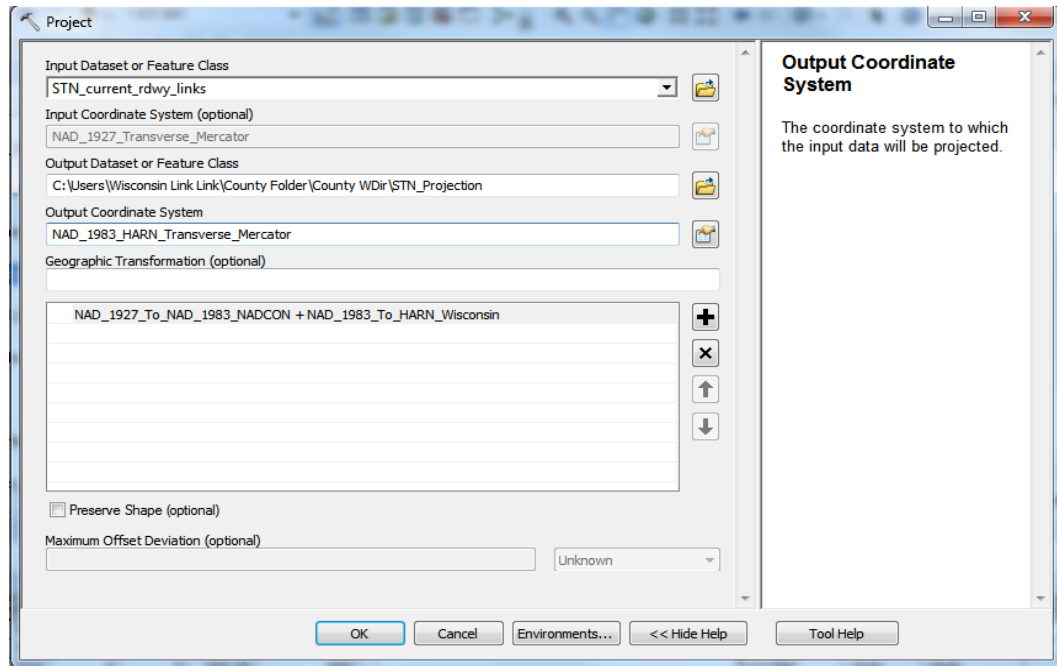 Project
Input Dataset or Feature Class
STN_current_rdwy_links
Input Coordinate System (optional)
NAD_1927_Transverse_Mercator
Output Dataset or Feature Class
C:\Users\Wisconsin Link Link\County Folder\County WDir\STN_Projection
Output Coordinate System
NAD_1983_HARN_Transverse_Mercator
Geographic Transformation (optional)
NAD_1927_To_NAD_1983_NADCON + NAD_1983_To_HARN_Wisconsin
Preserve Shape (optional)
Maximum Offset Deviation (optional)
Unknown
OK
Cancel
Environments...
<< Hide Help
Output Coordinate
System
The coordinate system to which
the input data will be projected.
Tool Help